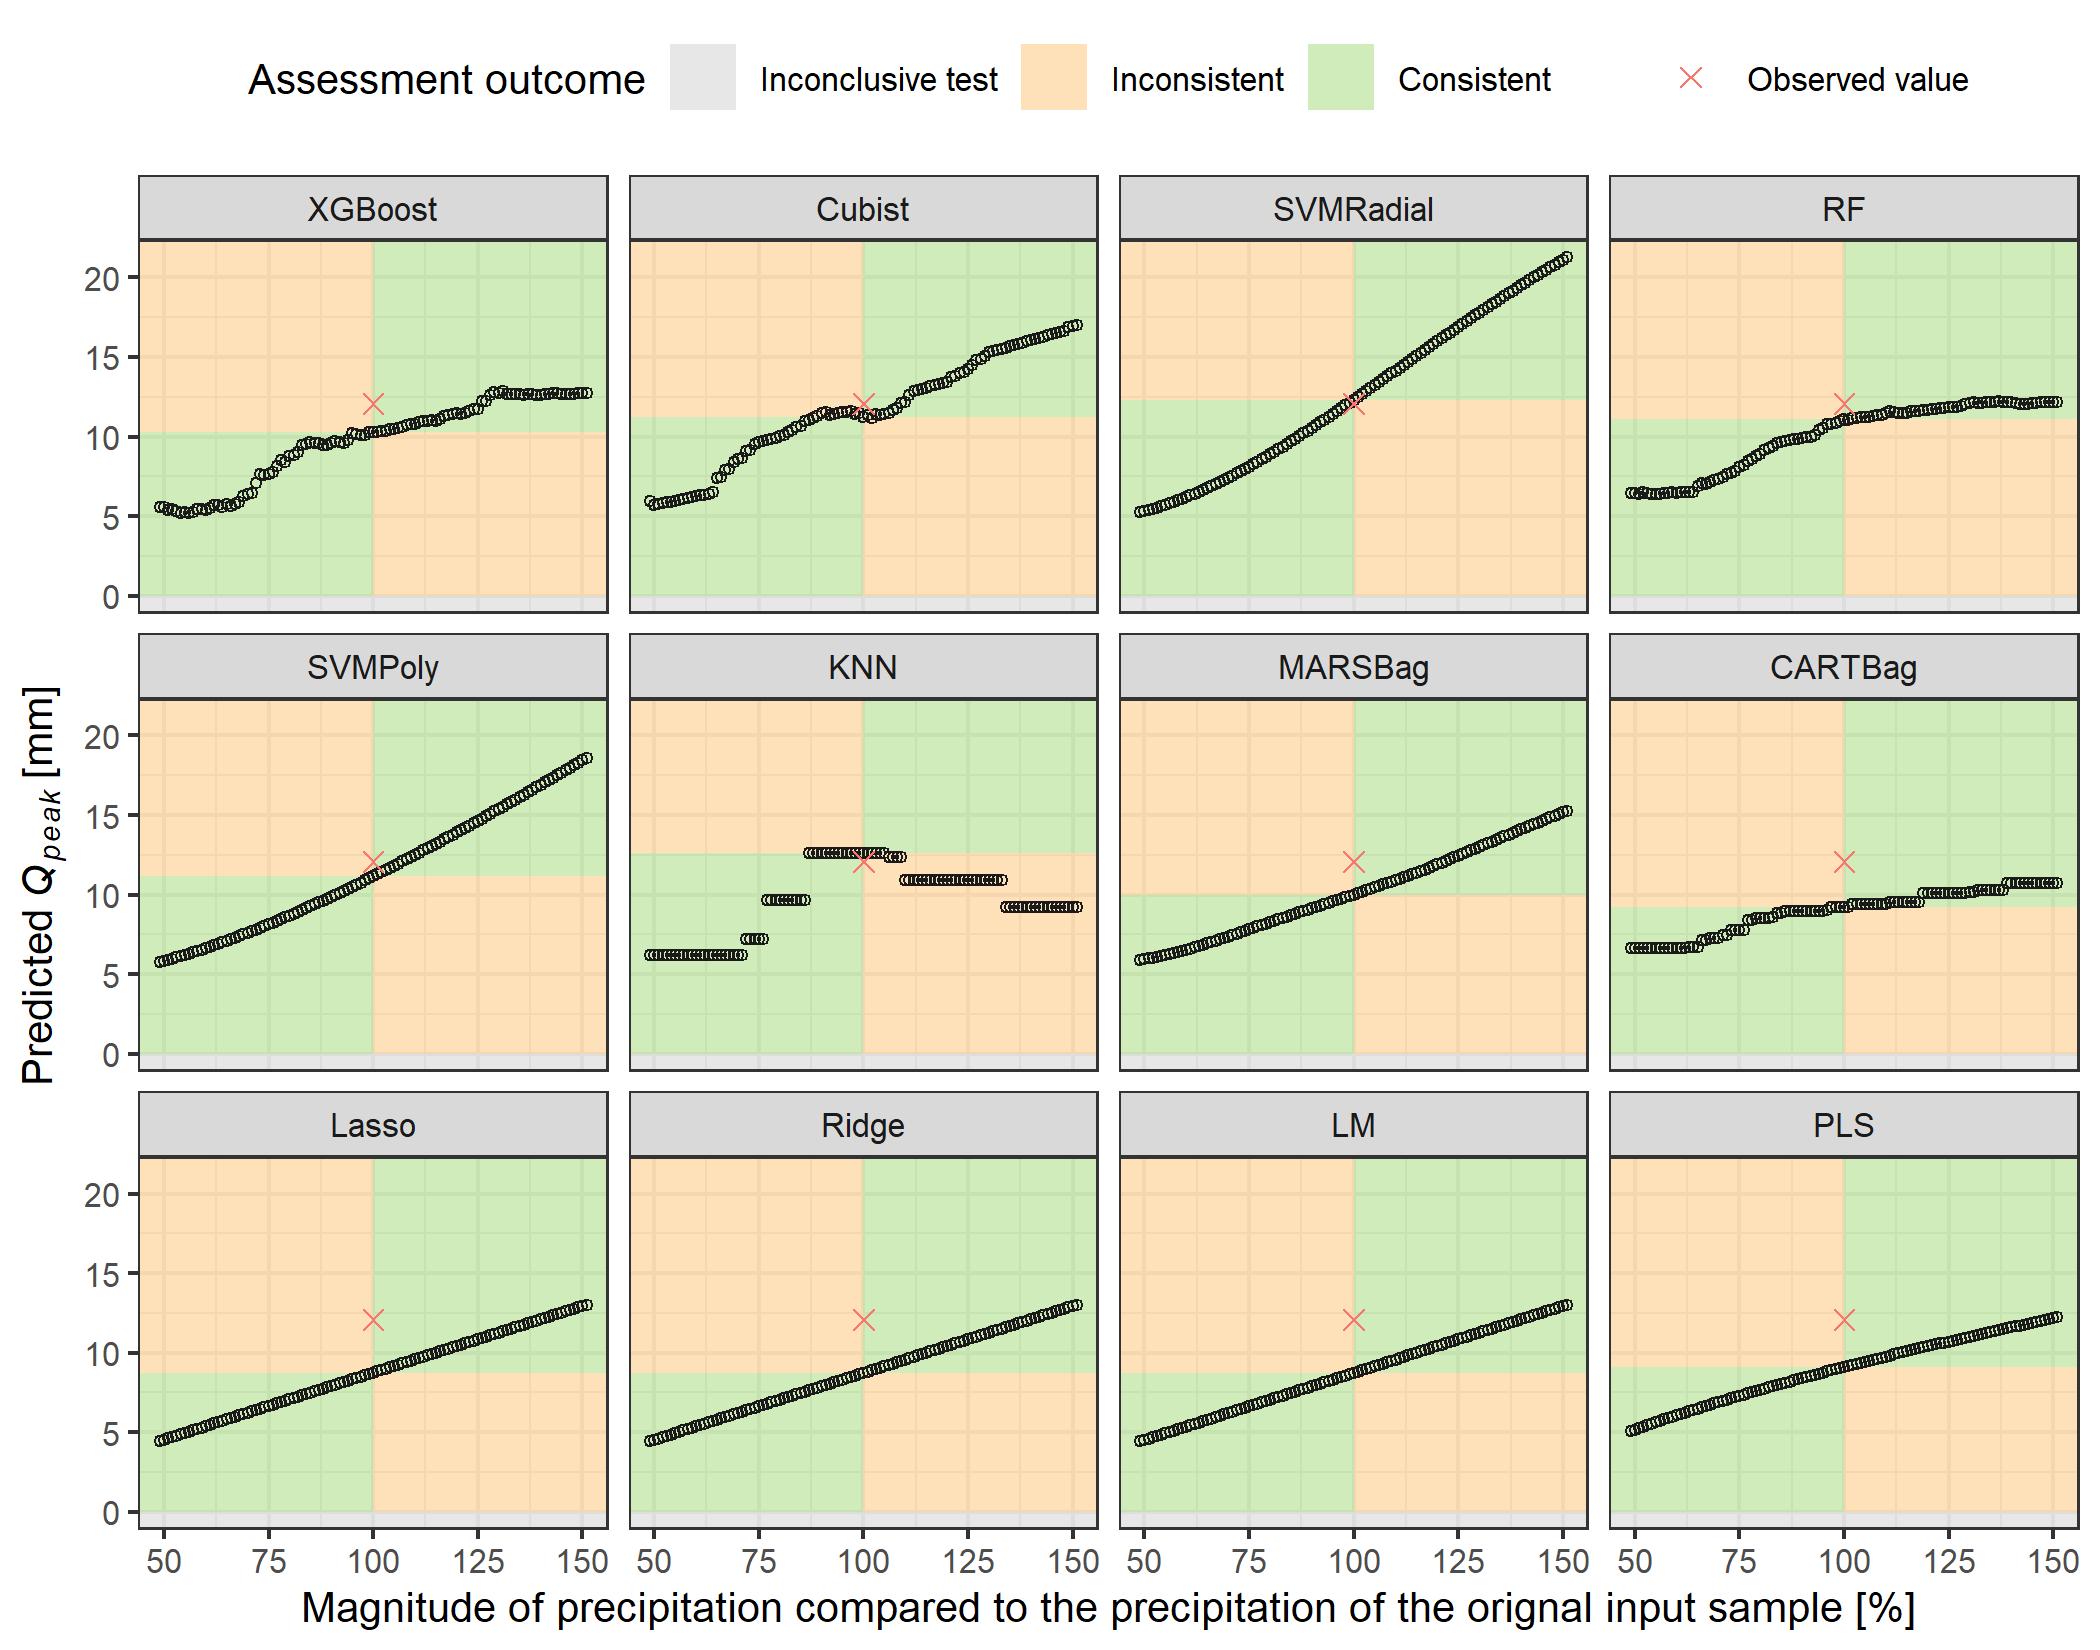 Assessment outcome Inconclusive test Inconsistent Consistent Observed value
XGBoost Cubist SVMRadial RF
20
15
10
5
0
SVMPoly KNN MARSBag CARTBag
20
15
10
5
0
Lasso Ridge LM PLS
20
15
10
5
0
Predicted Qpeak [mm]
50 75 100 125 150 50 75 100 125 150 50 75 100 125 150 50 75 100 125 150
Magnitude of precipitation compared to the precipitation of the orignal input sample [%]